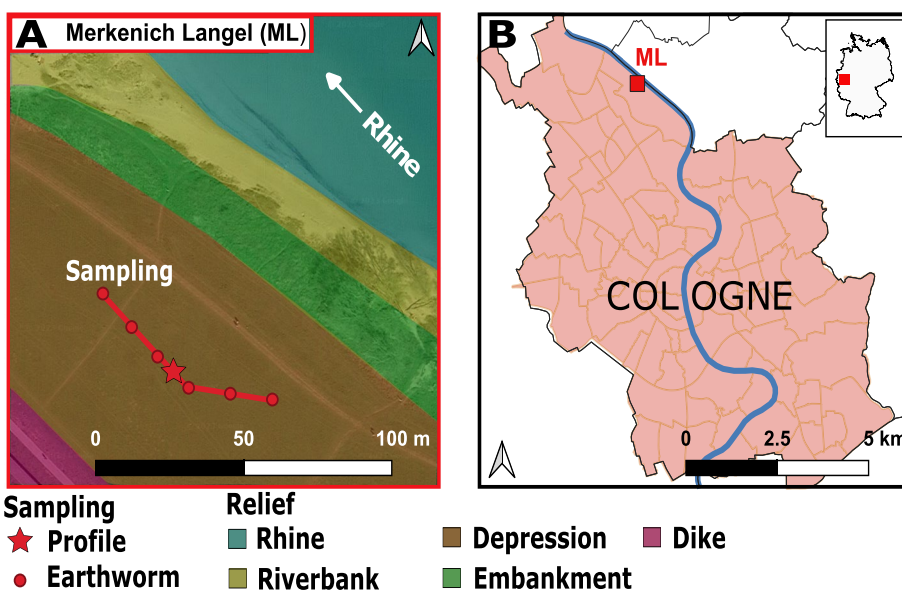 A Merkenich Langel (ML)
Rhine
Sampling
0 50 100 m
B
ML
COLOGNE
0 2.5 5 km
Sampling
Profile
Earthworm
Relief
Rhine
Riverbank
Depression
Embankment
Dike